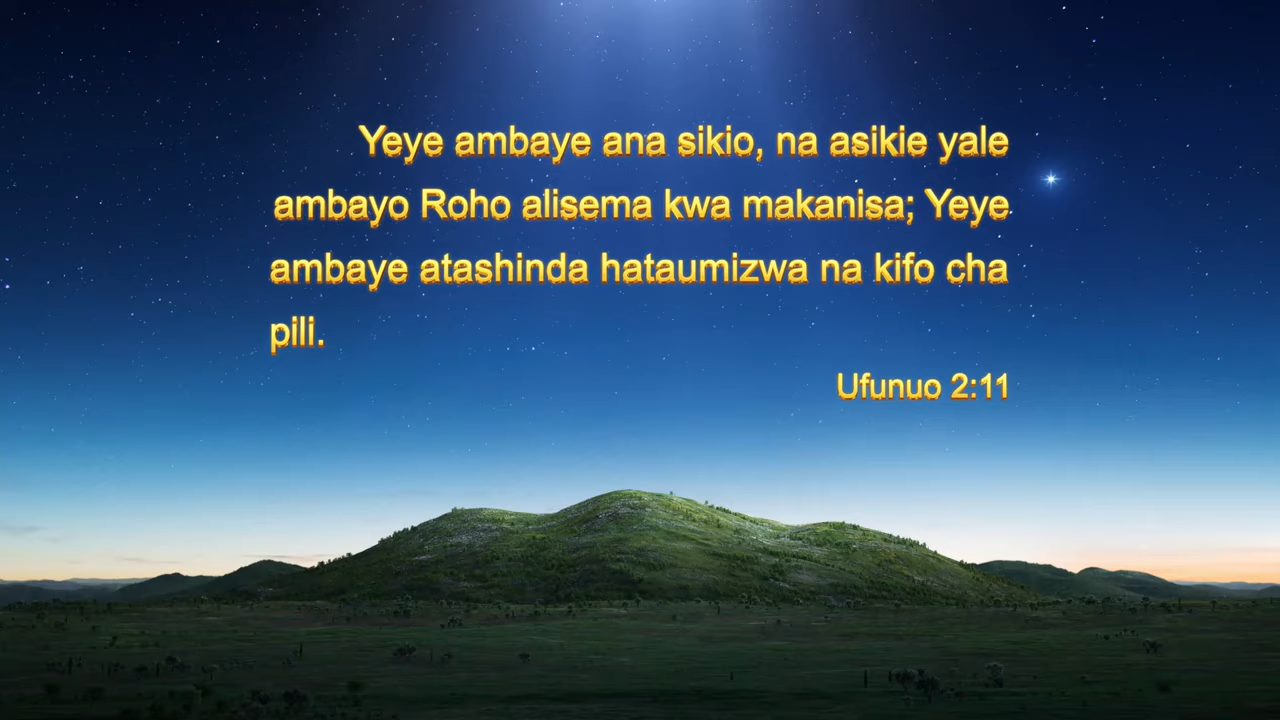 Yeye ambaye ana sikio, na asikie yale
ambayo Roho alisema kwa makanisa; Yeye
ambaye atashinda hataumizwa na kifo cha
pili.
Ufunuo 2:11